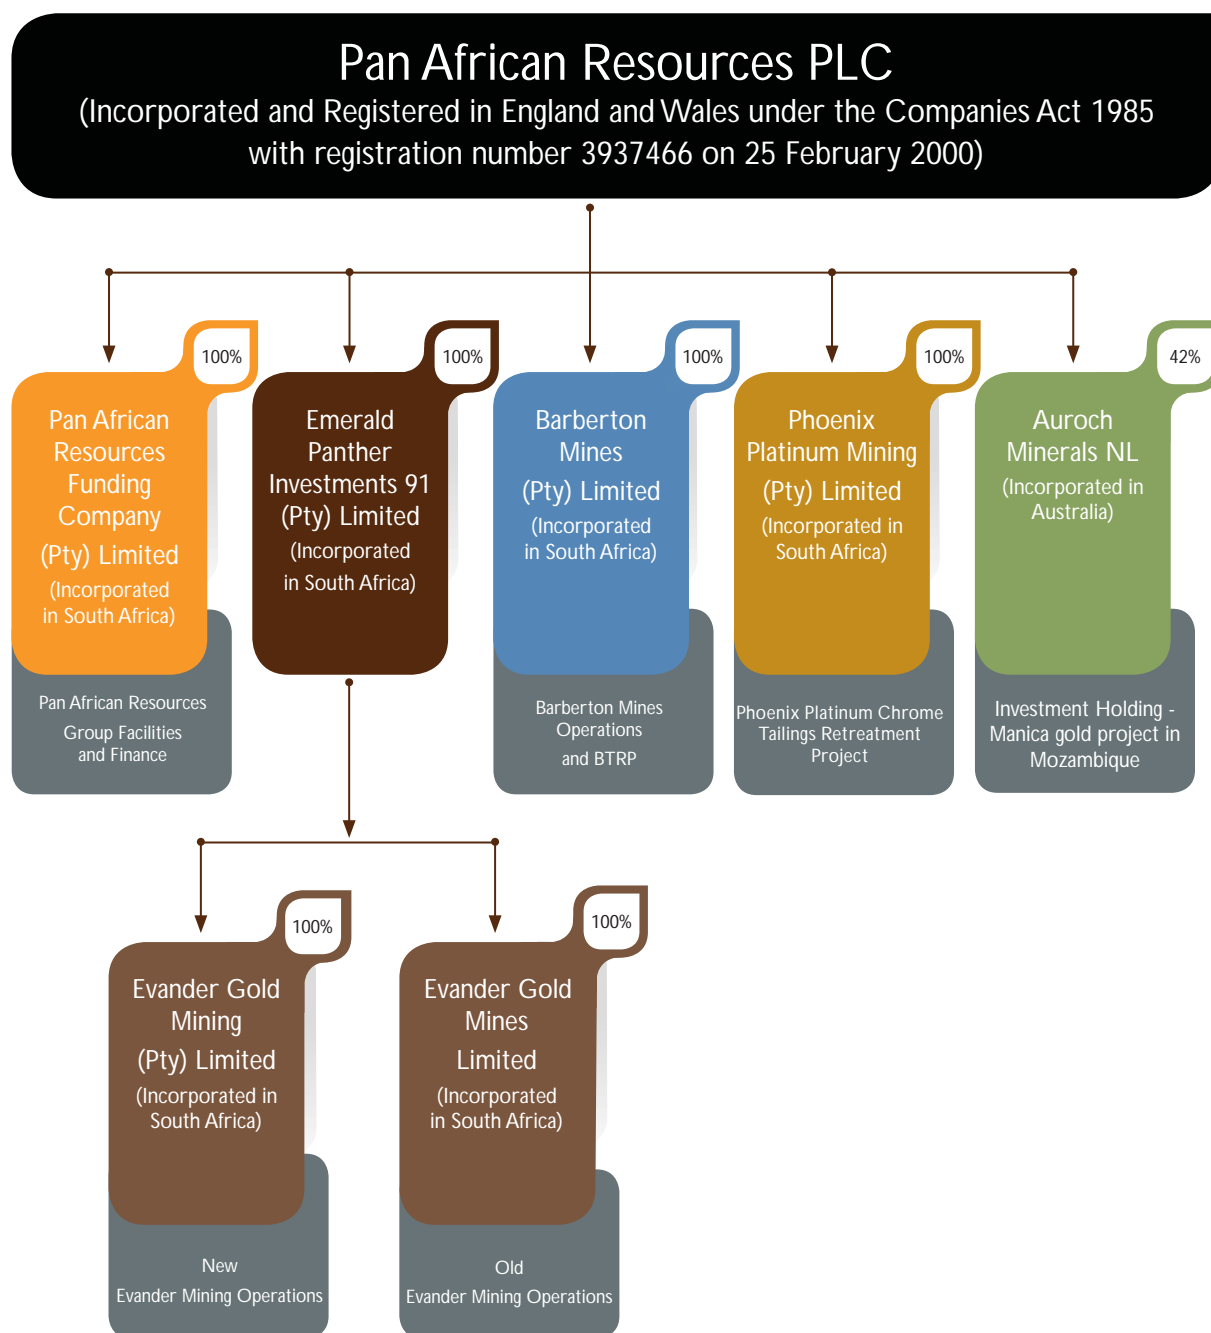 Pan African Resources PLC
(Incorporated and Registered in England and Wales under the Companies Act 1985
with registration number 3937466 on 25 February 2000)
100%
Pan African
Resources
Funding
Company
(Pty) Limited
(Incorporated
in South Africa)
Pan African Resources
Group Facilities
and Finance
100%
Emerald
Panther
Investments 91
(Pty) Limited
(Incorporated
in South Africa)
100%
Barberton
Mines
(Pty) Limited
(Incorporated
in South Africa)
Barberton Mines
Operations
and BTRP
100%
Phoenix
Platinum Mining
(Pty) Limited
(Incorporated in
South Africa)
Phoenix Platinum Chrome
Tailings Retreatment
Project
42%
Auroch
Minerals NL
(Incorporated in
Australia)
Investment Holding -
Manica gold project in
Mozambique
100%
Evander Gold
Mining
(Pty) Limited
(Incorporated in
South Africa)
New
Evander Mining Operations
100%
Evander Gold
Mines
Limited
(Incorporated
in South Africa)
Old
Evander Mining Operations